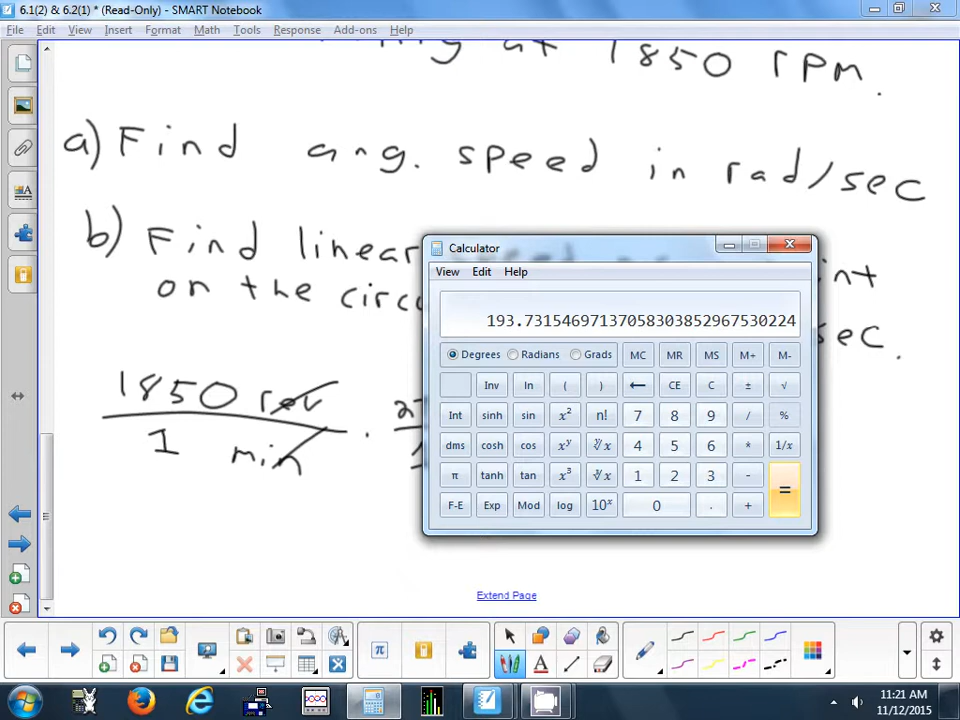 6.1(2) & 6.2(1) * (Read-Only) - SMART Notebook
File Edit View Insert Format Math Tools Response Add-ons Help
at 1850 rpm.
a) Find ang. speed in rad/sec
b) Find linear
on the circ
sec.
1850 rev
1 min
.
Calculator
View Edit Help
193.73154697137058303852967530224
Degrees Radians Grads MC MR MS M+ M-
Inv ln ( ) ← CE C ± √
Int sinh sin x² n! 7 8 9 / %
dms cosh cos xʸ ʸ√x 4 5 6 * 1/x
π tanh tan x³ ³√x 1 2 3 - =
F-E Exp Mod log 10ˣ 0 . +
Extend Page
11:21 AM
11/12/2015